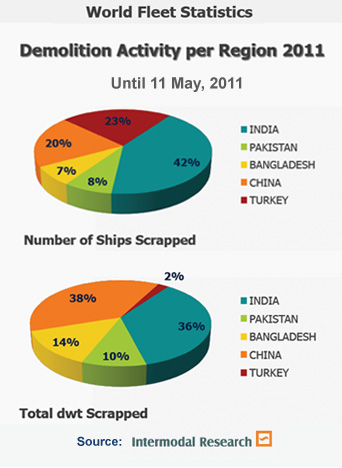 World Fleet Statistics
Demolition Activity per Region 2011
Until 11 May, 2011
23%
20%
42%
7%
8%
INDIA
PAKISTAN
BANGLADESH
CHINA
TURKEY
Number of Ships Scrapped
2%
38%
36%
14%
10%
INDIA
PAKISTAN
BANGLADESH
CHINA
TURKEY
Total dwt Scrapped
Source: Intermodal Research